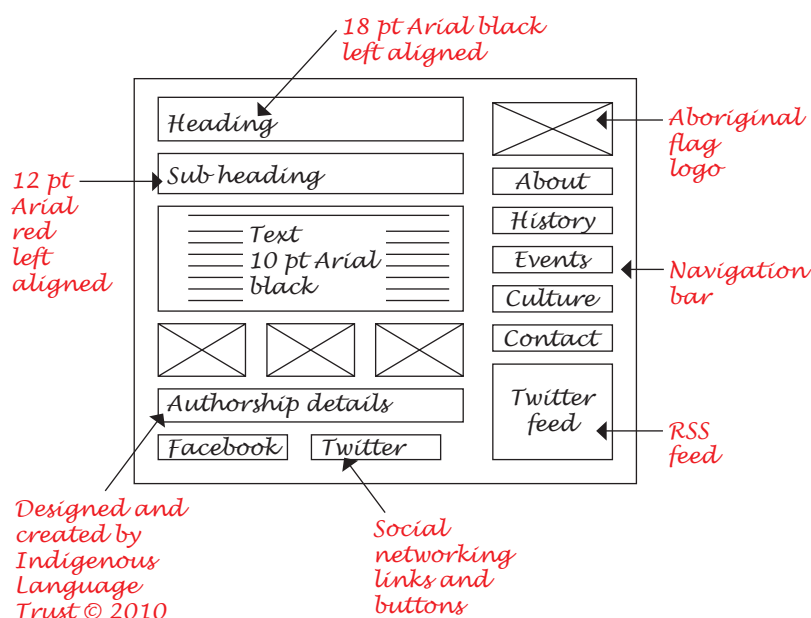 18 pt Arial black
left aligned
Heading
Sub heading
12 pt
Arial
red
left
aligned
Text
10 pt Arial
black
Authorship details
Facebook
Twitter
Aboriginal
flag
logo
About
History
Events
Culture
Contact
Navigation
bar
Twitter
feed
RSS
feed
Designed and
created by
Indigenous
Language
Trust © 2010
Social
networking
links and
buttons